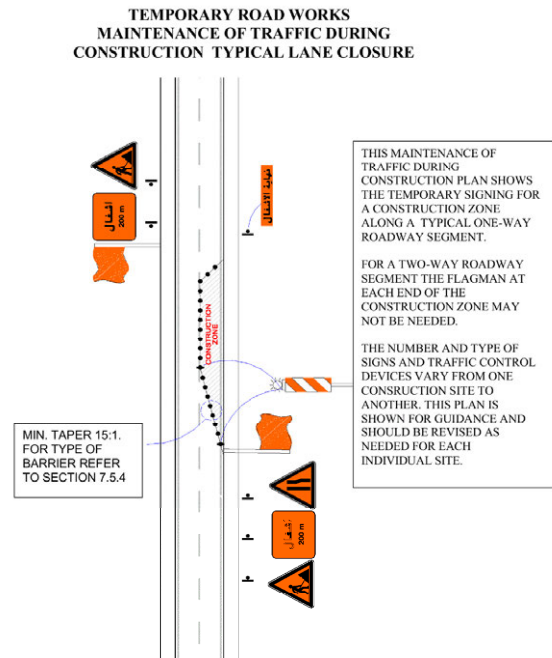 TEMPORARY ROAD WORKS
MAINTENANCE OF TRAFFIC DURING
CONSTRUCTION TYPICAL LANE CLOSURE
اشغال
200 m
نهاية الاشغال
THIS MAINTENANCE OF
TRAFFIC DURING
CONSTRUCTION PLAN SHOWS
THE TEMPORARY SIGNING FOR
A CONSTRUCTION ZONE
ALONG A TYPICAL ONE-WAY
ROADWAY SEGMENT.
FOR A TWO-WAY ROADWAY
SEGMENT THE FLAGMAN AT
EACH END OF THE
CONSTRUCTION ZONE MAY
NOT BE NEEDED.
THE NUMBER AND TYPE OF
SIGNS AND TRAFFIC CONTROL
DEVICES VARY FROM ONE
CONSRUCTION SITE TO
ANOTHER. THIS PLAN IS
SHOWN FOR GUIDANCE AND
SHOULD BE REVISED AS
NEEDED FOR EACH
INDIVIDUAL SITE.
CONSTRUCTION
ZONE
MIN. TAPER 15:1.
FOR TYPE OF
BARRIER REFER
TO SECTION 7.5.4
اشغال
200 m